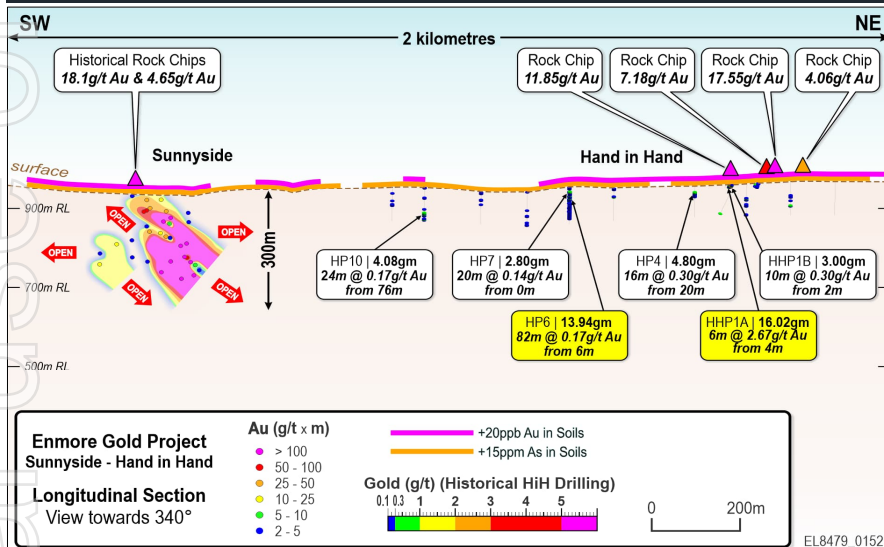 SW
NE
2 kilometres
Historical Rock Chips
18.1g/t Au & 4.65g/t Au
Rock Chip
11.85g/t Au
Rock Chip
7.18g/t Au
Rock Chip
17.55g/t Au
Rock Chip
4.06g/t Au
Sunnyside
Hand in Hand
surface
900m RL
700m RL
500m RL
OPEN
OPEN
OPEN
OPEN
OPEN
300m
HP10 | 4.08gm
24m @ 0.17g/t Au
from 76m
HP7 | 2.80gm
20m @ 0.14g/t Au
from 0m
HP4 | 4.80gm
16m @ 0.30g/t Au
from 20m
HHP1B | 3.00gm
10m @ 0.30g/t Au
from 2m
HP6 | 13.94gm
82m @ 0.17g/t Au
from 6m
HHP1A | 16.02gm
6m @ 2.67g/t Au
from 4m
Enmore Gold Project
Sunnyside - Hand in Hand
Longitudinal Section
View towards 340°
Au (g/t x m)
> 100
50 - 100
25 - 50
10 - 25
5 - 10
2 - 5
+20ppb Au in Soils
+15ppm As in Soils
Gold (g/t) (Historical HiH Drilling)
0.1 0.3 1 2 3 4 5
0 200m
EL8479_0152